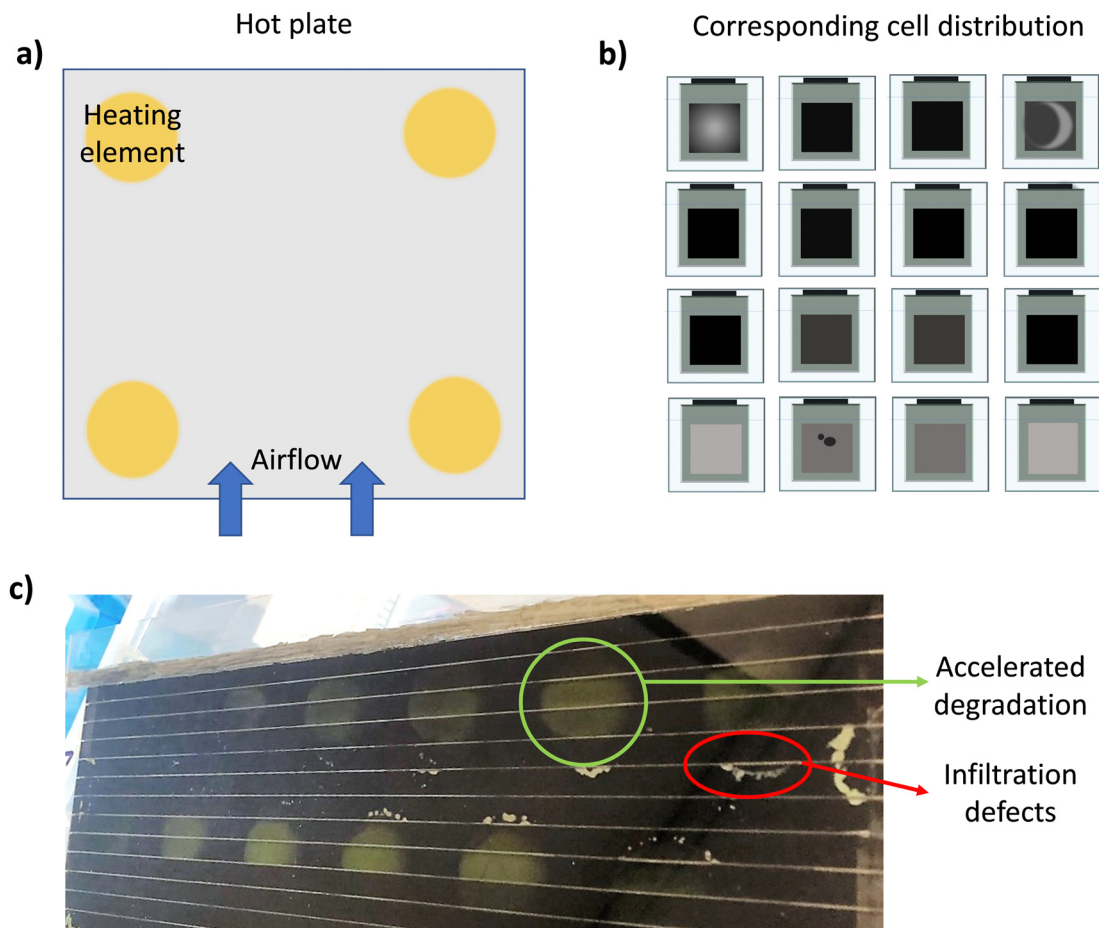 Hot plate
a)
Heating
element
Airflow
Corresponding cell distribution
b)
c)
Accelerated
degradation
Infiltration
defects